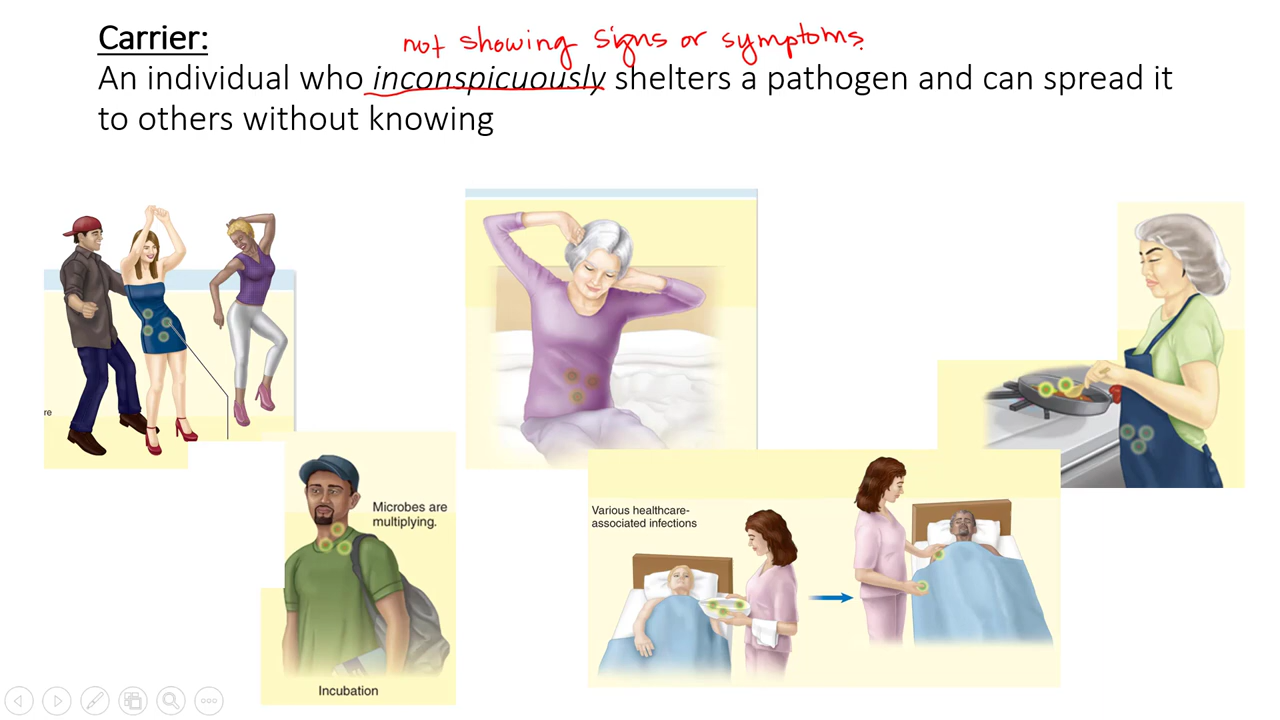 Carrier:
not showing signs or symptoms.
An individual who inconspicuously shelters a pathogen and can spread it
to others without knowing
re
Microbes are
multiplying.
Incubation
Various healthcare-
associated infections